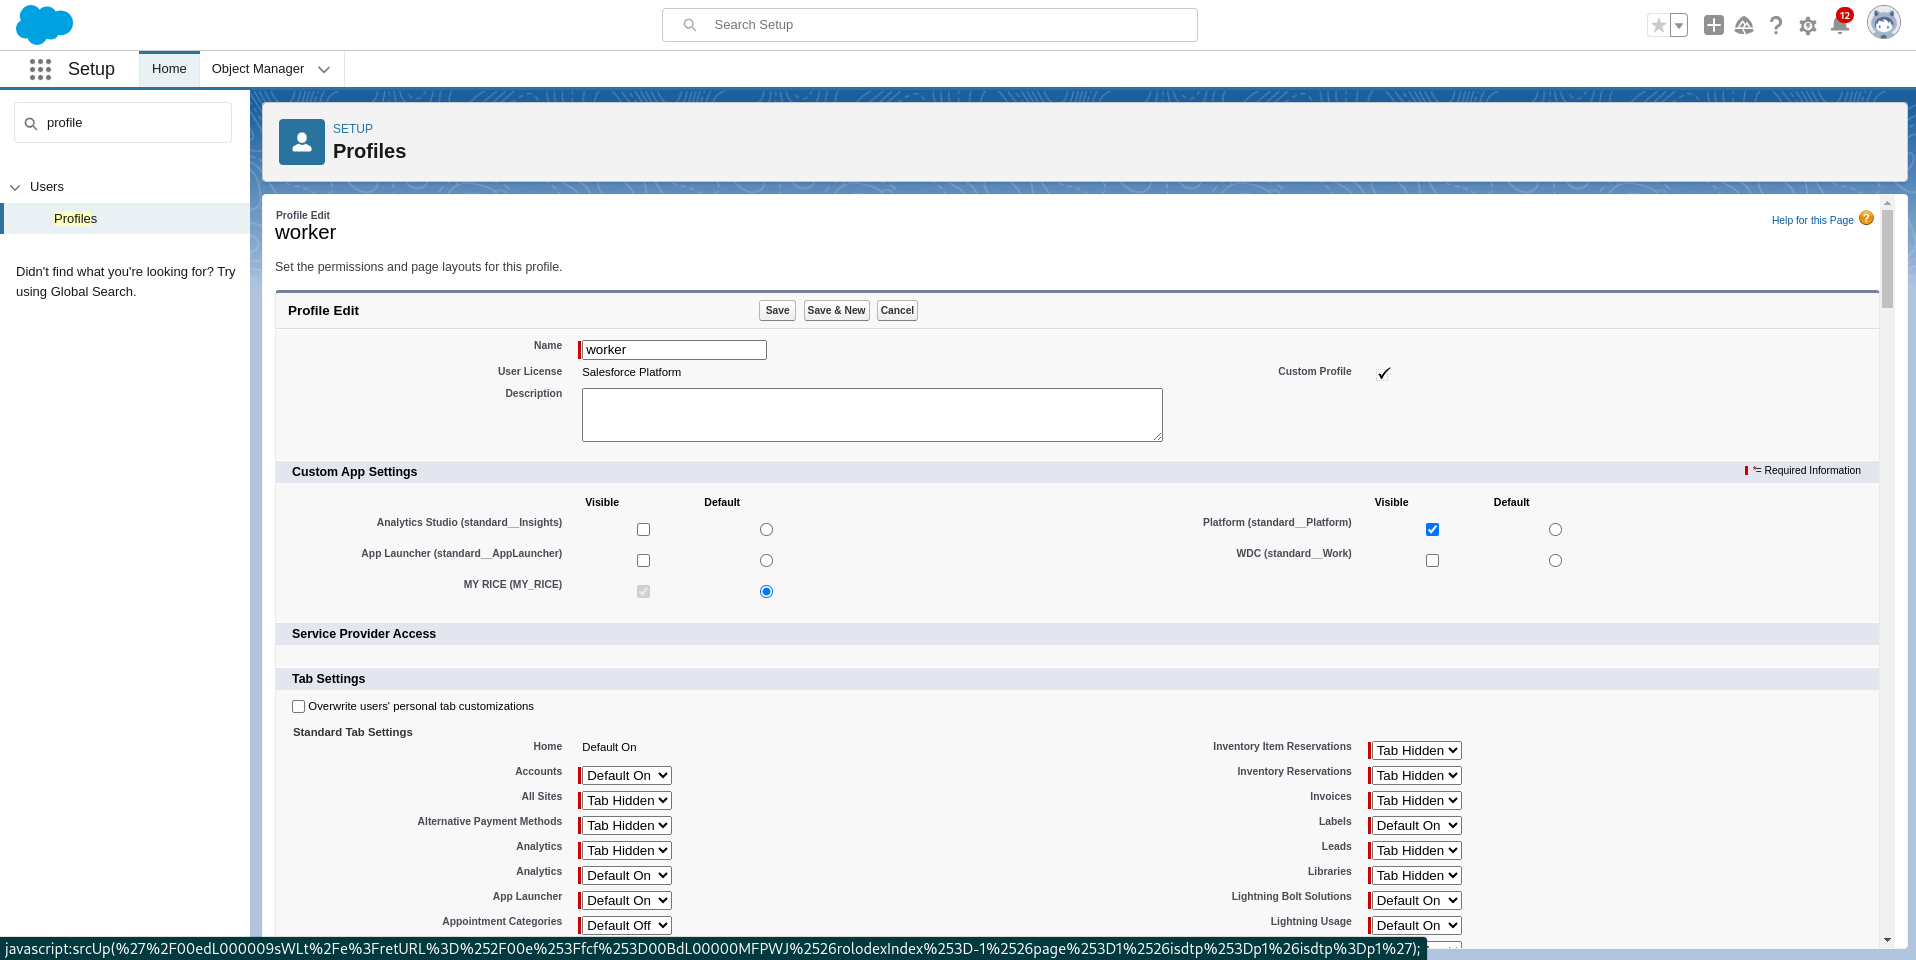 Search Setup
12
Setup
Home
Object Manager
profile
Users
Profiles
Didn't find what you're looking for? Try
using Global Search.
SETUP
Profiles
Profile Edit
worker
Help for this Page
?
Set the permissions and page layouts for this profile.
Profile Edit
Save
Save & New
Cancel
Name
worker
User License
Salesforce Platform
Custom Profile
Description
Custom App Settings
*= Required Information
Visible
Default
Visible
Default
Analytics Studio (standard__Insights)
Platform (standard__Platform)
App Launcher (standard__AppLauncher)
WDC (standard__Work)
MY RICE (MY_RICE)
Service Provider Access
Tab Settings
Overwrite users' personal tab customizations
Standard Tab Settings
Home
Default On
Inventory Item Reservations
Tab Hidden
Accounts
Default On
Inventory Reservations
Tab Hidden
All Sites
Tab Hidden
Invoices
Tab Hidden
Alternative Payment Methods
Tab Hidden
Labels
Default On
Analytics
Tab Hidden
Leads
Tab Hidden
Analytics
Default On
Libraries
Tab Hidden
App Launcher
Default On
Lightning Bolt Solutions
Default On
Appointment Categories
Default Off
Lightning Usage
Default On
javascript:srcUp(%27%2F00edL000009sWLt%2Fe%3FretURL%3D%252F00e%253Ffcf%253D00BdL00000MFPWJ%2526rolodexIndex%253D-1%2526page%253D1%2526isdtp%253Dp1%26isdtp%3Dp1%27);